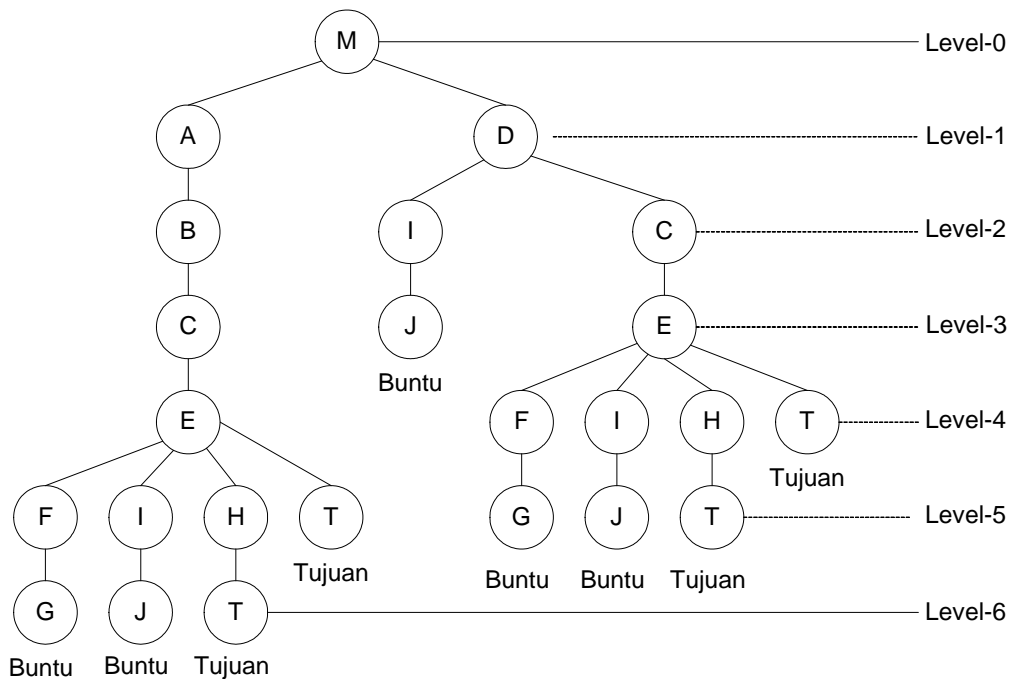 M Level-0
A D Level-1
B I C Level-2
C J E Level-3
Buntu
E F I H T Level-4
Tujuan
F I H T G J T Level-5
Tujuan Buntu Buntu Tujuan
G J T Level-6
Buntu Buntu Tujuan